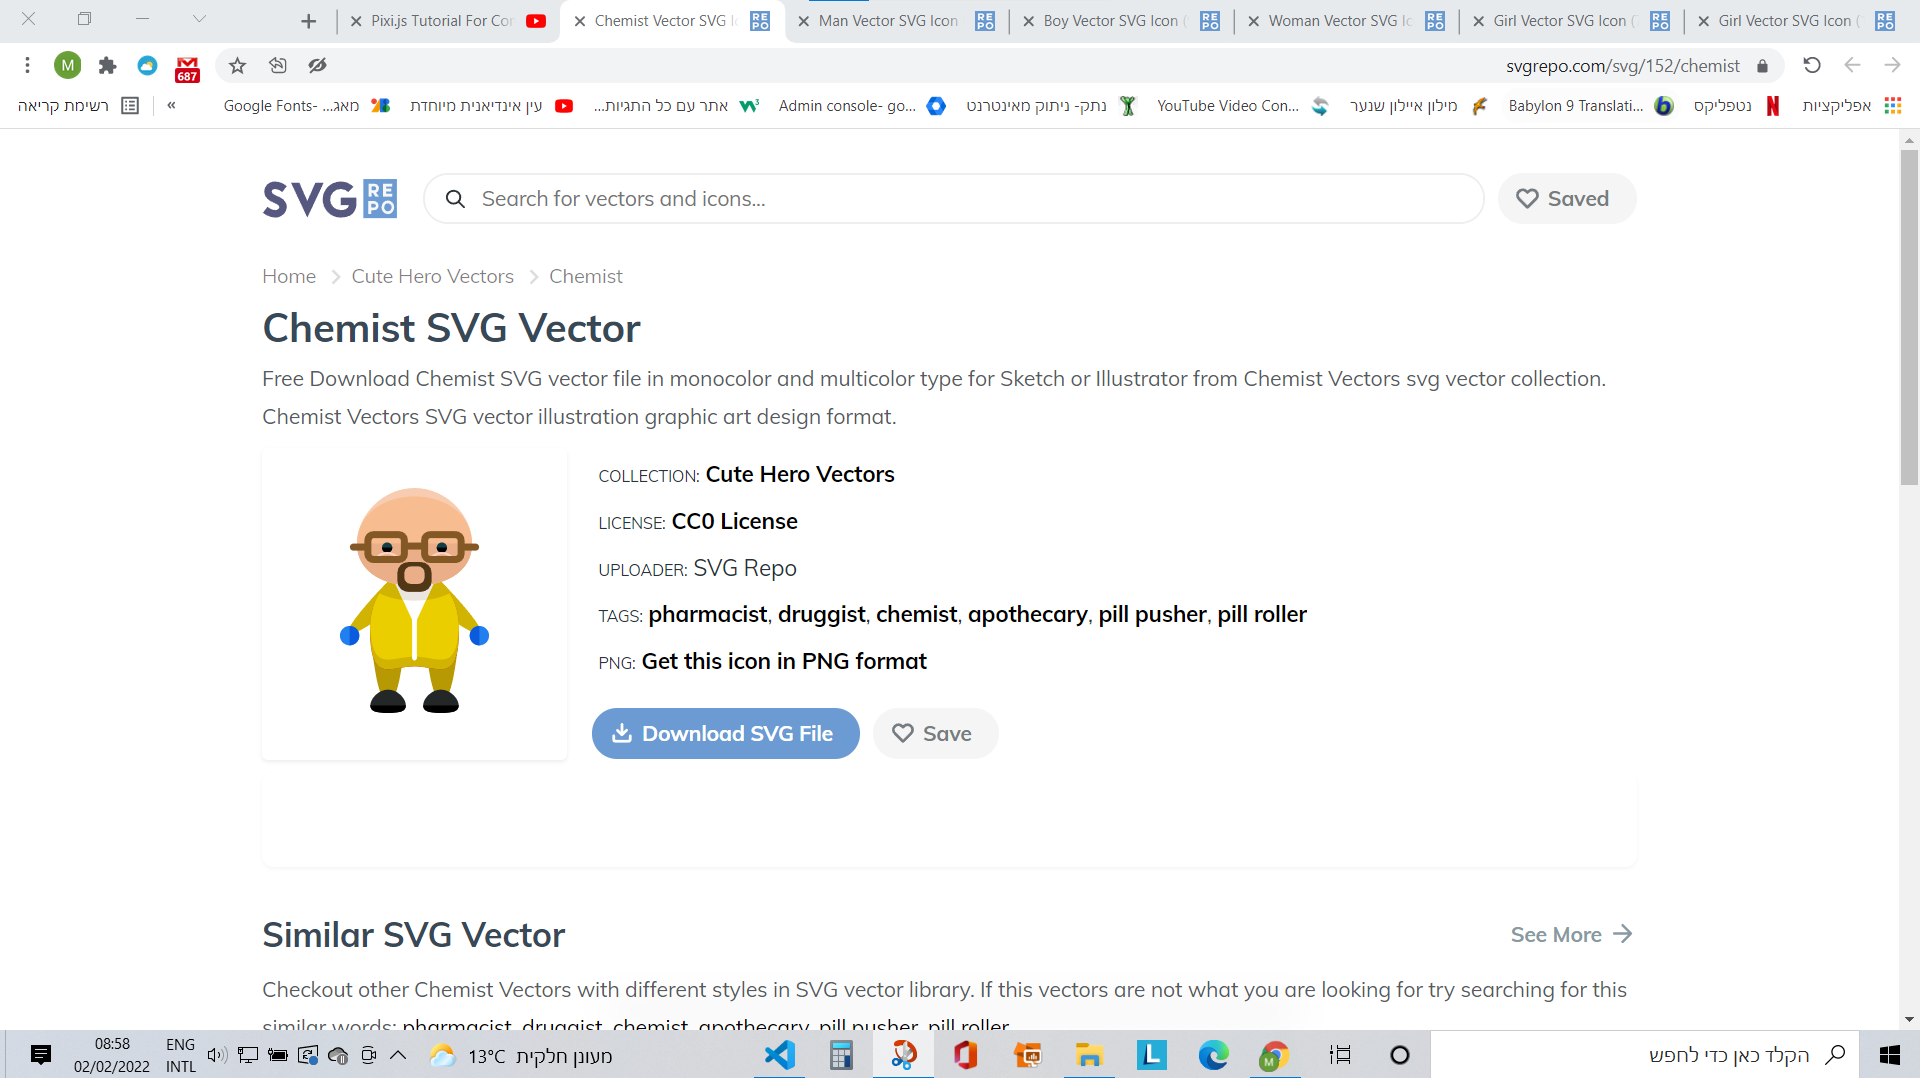 Pixi.js Tutorial For Cor
Chemist Vector SVG Ic
Man Vector SVG Icon
Boy Vector SVG Icon (
Woman Vector SVG Ic
Girl Vector SVG Icon (
Girl Vector SVG Icon (
M
687
svgrepo.com/svg/152/chemist
רשימת קריאה
«
Google Fonts- ...מאג
עין אינדיאנית מיוחדת
אתר עם כל התגיות...
Admin console- go...
נתק- ניתוק מאינטרנט
YouTube Video Con...
מילון איילון שנער
Babylon 9 Translati...
נטפליקס
אפליקציות
SVG RE PO
Search for vectors and icons...
Saved
Home > Cute Hero Vectors > Chemist
Chemist SVG Vector
Free Download Chemist SVG vector file in monocolor and multicolor type for Sketch or Illustrator from Chemist Vectors svg vector collection.
Chemist Vectors SVG vector illustration graphic art design format.
COLLECTION: Cute Hero Vectors
LICENSE: CC0 License
UPLOADER: SVG Repo
TAGS: pharmacist, druggist, chemist, apothecary, pill pusher, pill roller
PNG: Get this icon in PNG format
Download SVG File
Save
Similar SVG Vector
See More
Checkout other Chemist Vectors with different styles in SVG vector library. If this vectors are not what you are looking for try searching for this
similar words: pharmacist, druggist, chemist, apothecary, pill pusher, pill roller
08:58
02/02/2022
ENG
INTL
13°C מעונן חלקית
הקלד כאן כדי לחפש